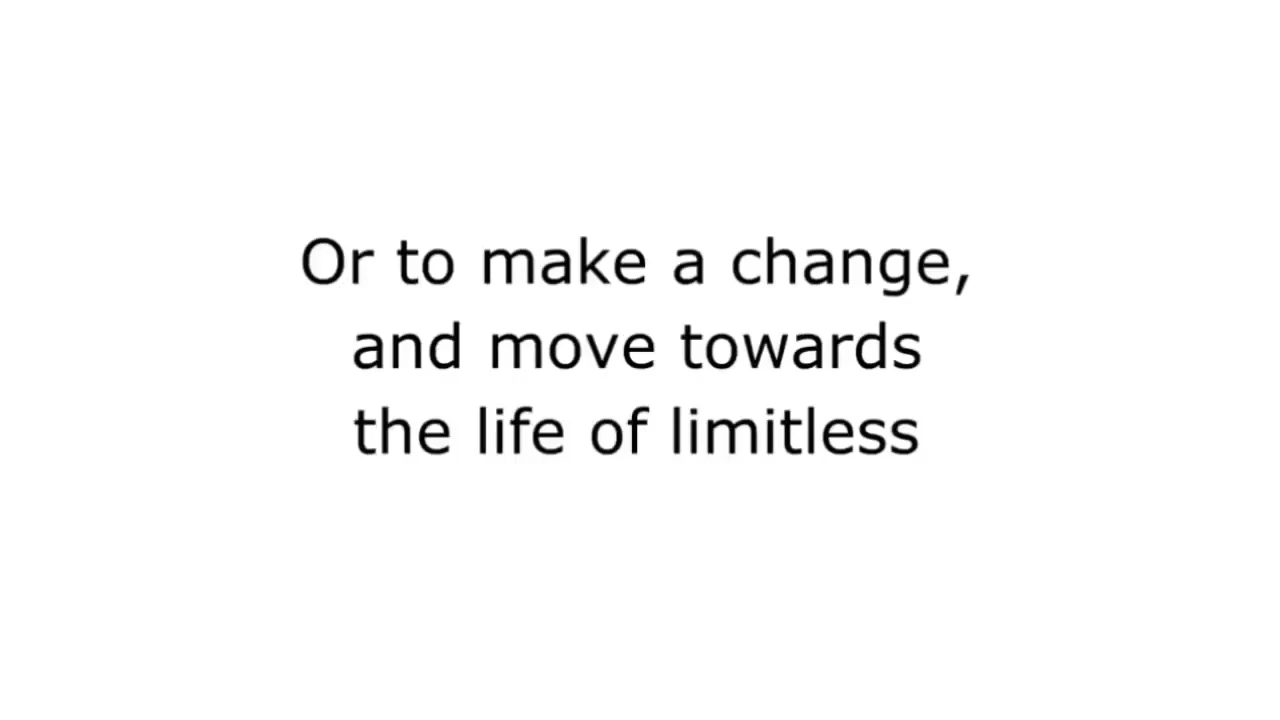 Or to make a change,
and move towards
the life of limitless